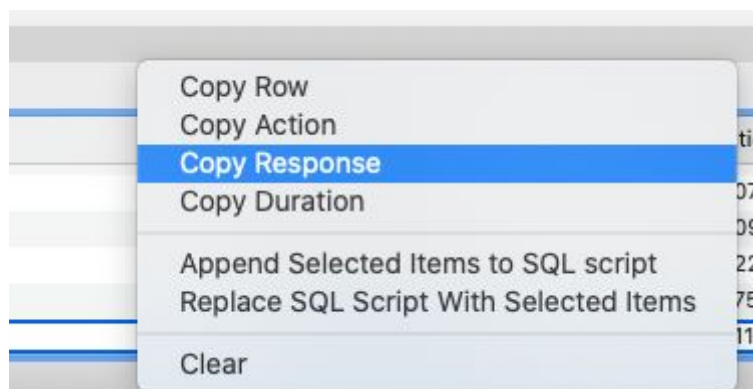 Copy Row
Copy Action
Copy Response
Copy Duration
Append Selected Items to SQL script
Replace SQL Script With Selected Items
Clear